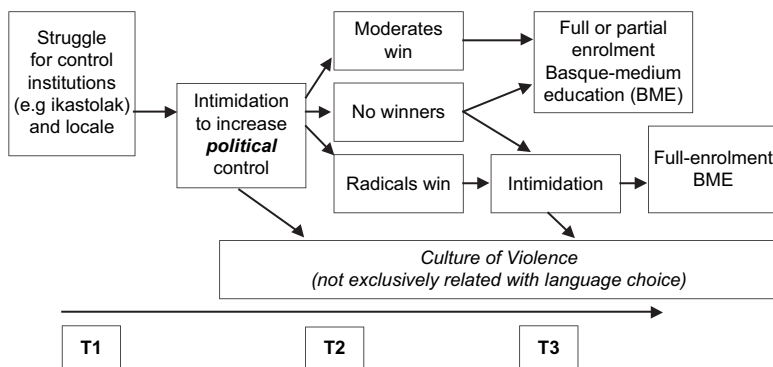 Struggle
for control
institutions
(e.g ikastolak)
and locale
Intimidation
to increase
political
control
Moderates
win
No winners
Radicals win
Full or partial
enrolment
Basque-medium
education (BME)
Intimidation
Full-enrolment
BME
Culture of Violence
(not exclusively related with language choice)
T1
T2
T3